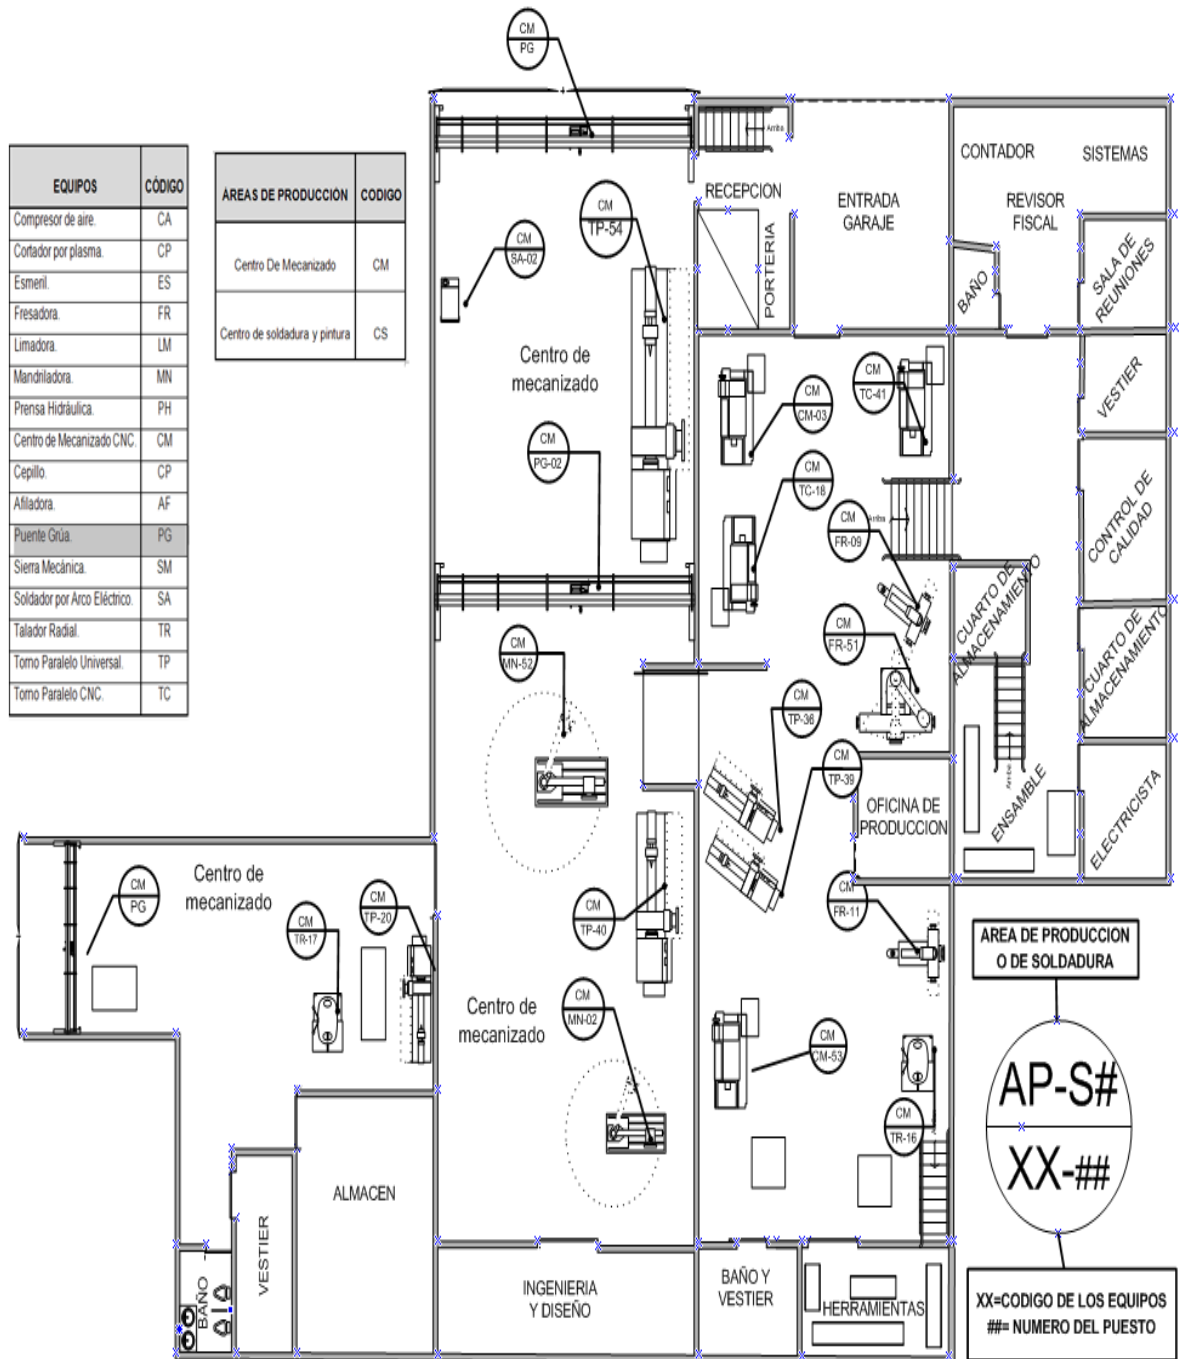 CM
PG
EQUIPOS CÓDIGO
Compresor de aire. CA
Cortador por plasma. CP
Esmeril. ES
Fresadora. FR
Limadora. LM
Mandriladora. MN
Prensa Hidráulica. PH
Centro de Mecanizado CNC. CM
Cepillo. CP
Afiladora. AF
Puente Grúa. PG
Sierra Mecánica. SM
Soldador por Arco Eléctrico. SA
Talador Radial. TR
Torno Paralelo Universal. TP
Torno Paralelo CNC. TC
ÁREAS DE PRODUCCIÓN CODIGO
Centro De Mecanizado CM
Centro de soldadura y pintura CS
Arriba
RECEPCION
PORTERIA
ENTRADA
GARAJE
CONTADOR
SISTEMAS
REVISOR
FISCAL
BAÑO
SALA DE
REUNIONES
VESTIER
CONTROL DE
CALIDAD
CUARTO DE
ALMACENAMIENTO
CUARTO DE
ALMACENAMIENTO
ELECTRICISTA
ENSAMBLE
Arriba
CM
TP-54
CM
SA-02
Centro de
mecanizado
CM
PG-02
CM
CM-03
CM
TC-41
CM
TC-18
CM
FR-09
Arriba
CM
FR-51
CM
MN-52
CM
TP-36
CM
TP-39
OFICINA DE
PRODUCCION
CM
FR-11
CM
TP-40
Centro de
mecanizado
CM
PG
CM
TR-17
CM
TP-20
Centro de
mecanizado
CM
MN-02
CM
CM-53
CM
TR-16
ALMACEN
VESTIER
BAÑO
INGENIERIA
Y DISEÑO
BAÑO Y
VESTIER
HERRAMIENTAS
AREA DE PRODUCCION
O DE SOLDADURA
AP-S#
XX-##
XX=CODIGO DE LOS EQUIPOS
##= NUMERO DEL PUESTO